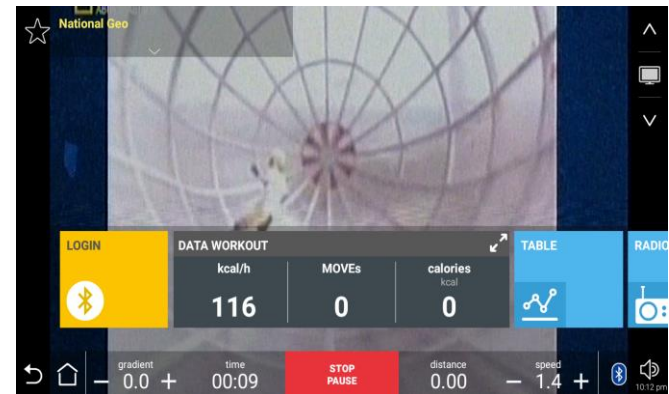 National Geo
LOGIN
DATA WORKOUT
kcal/h
116
MOVEs
0
calories
kcal
0
TABLE
RADIO
gradient
– 0.0 +
time
00:09
STOP
PAUSE
distance
0.00
speed
– 1.4 +
10:12 pm